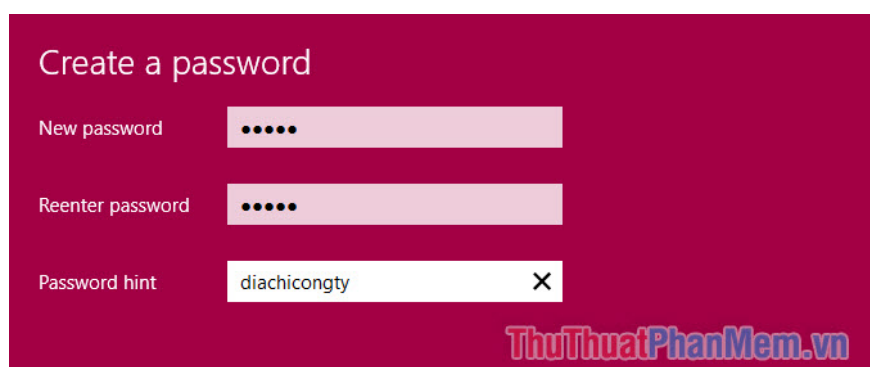 Create a password
New password •••••
Reenter password •••••
Password hint diachicongty
ThuThuatPhanMem.vn